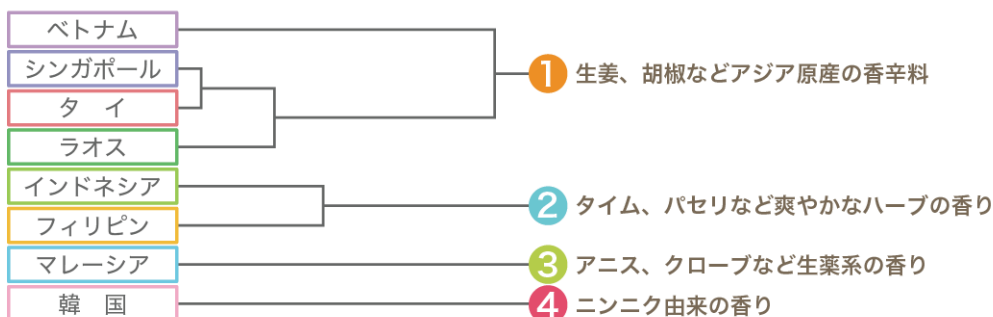 ベトナム
シンガポール
タイ
ラオス
インドネシア
フィリピン
マレーシア
韓国
1 生姜、胡椒などアジア原産の香辛料
2 タイム、パセリなど爽やかなハーブの香り
3 アニス、クローブなど生薬系の香り
4 ニンニク由来の香り